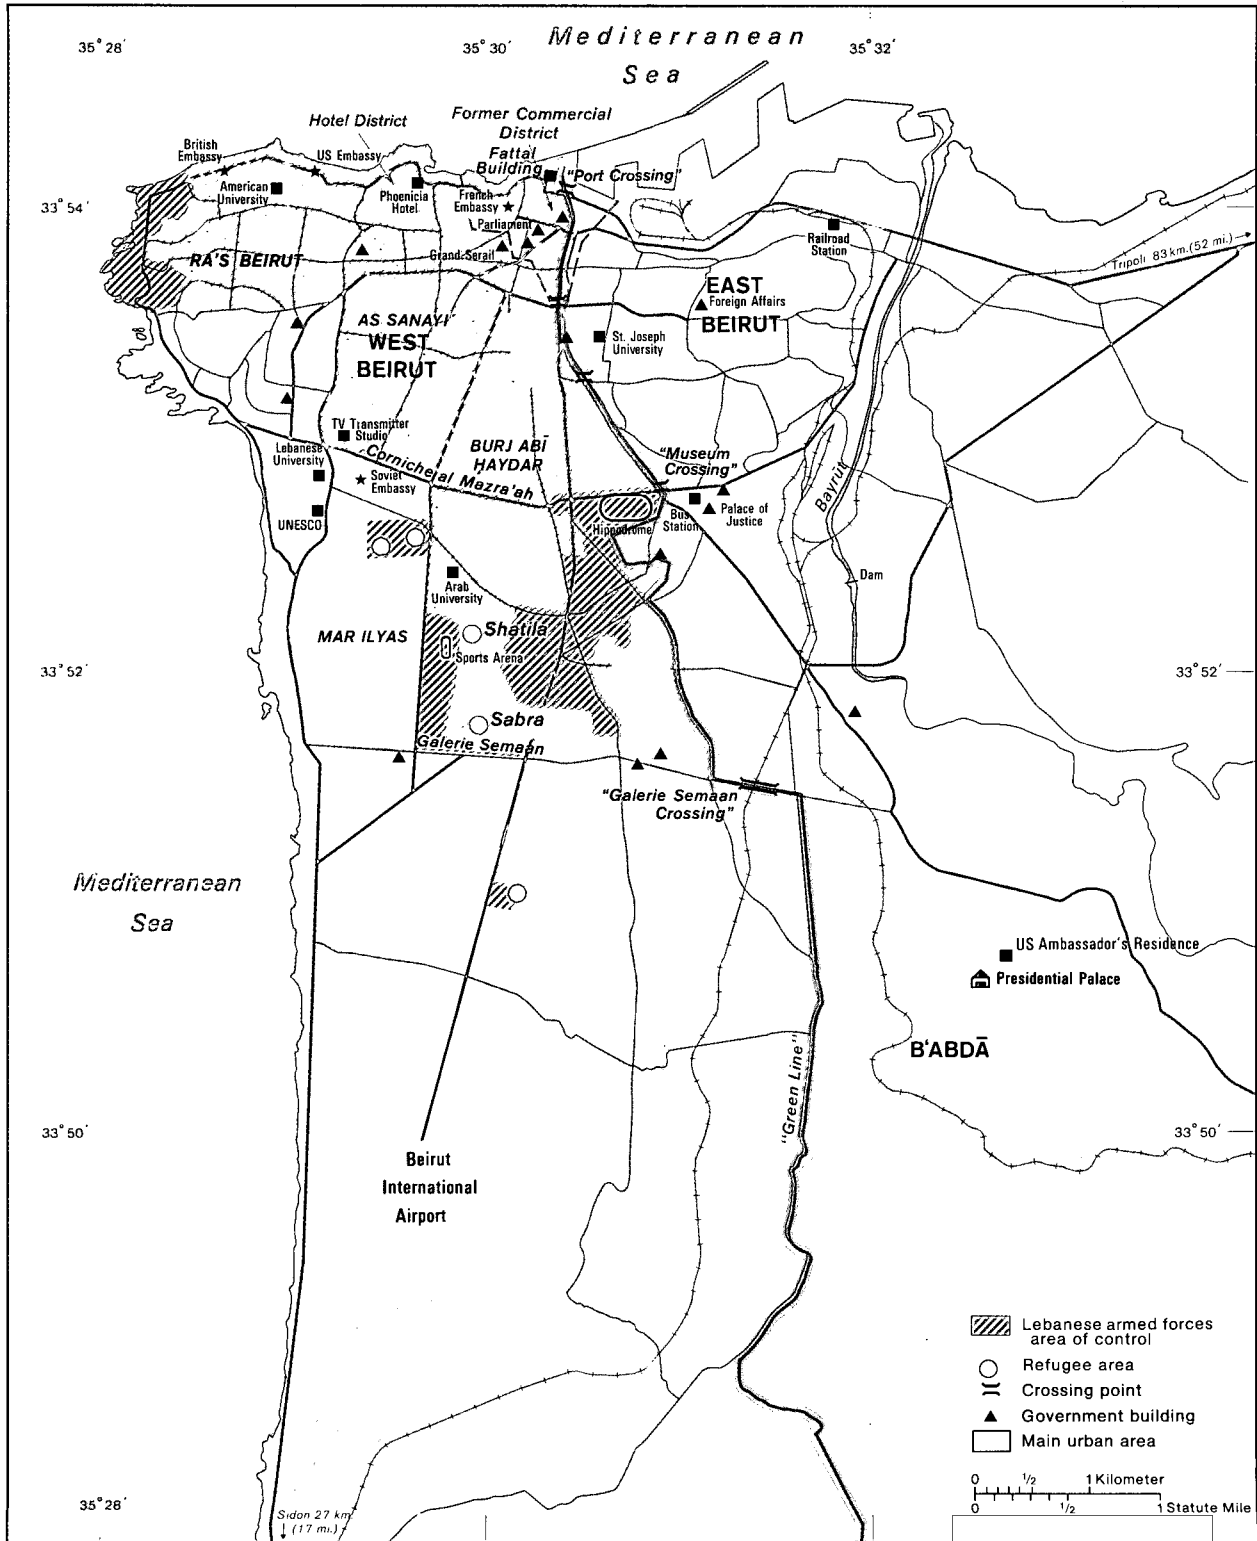 Mediterranean
Sea
35° 28'
35° 30'
35° 32'
Former Commercial
District
Hotel District
Fattal
Building
"Port Crossing"
British
Embassy
US Embassy
American
University
Phoenicia
Hotel
French
Embassy
33° 54'
Parliament
Grand Serail
Railroad
Station
RA'S BEIRUT
Tripoli 83 km. (52 mi.)
EAST
Foreign Affairs
BEIRUT
AS SANAYI'
WEST
BEIRUT
St. Joseph
University
TV Transmitter
Studio
BURJ ABĪ
ḤAYDAR
"Museum
Crossing"
Lebanese
University
Corniche al Mazra'ah
Soviet
Embassy
Bayrūt
UNESCO
Hippodrome
Bus
Station
Palace of
Justice
Dam
Arab
University
MAR ILYAS
Shatila
Sports Arena
33° 52'
33° 52'
Sabra
Galerie Semaan
"Galerie Semaan
Crossing"
Mediterranean
Sea
US Ambassador's Residence
Presidential Palace
B'ABDĀ
"Green Line"
33° 50'
33° 50'
Beirut
International
Airport
Lebanese armed forces
area of control
Refugee area
Crossing point
Government building
Main urban area
0 1/2 1 Kilometer
0 1/2 1 Statute Mile
35° 28'
Sidon 27 km
(17 mi.)